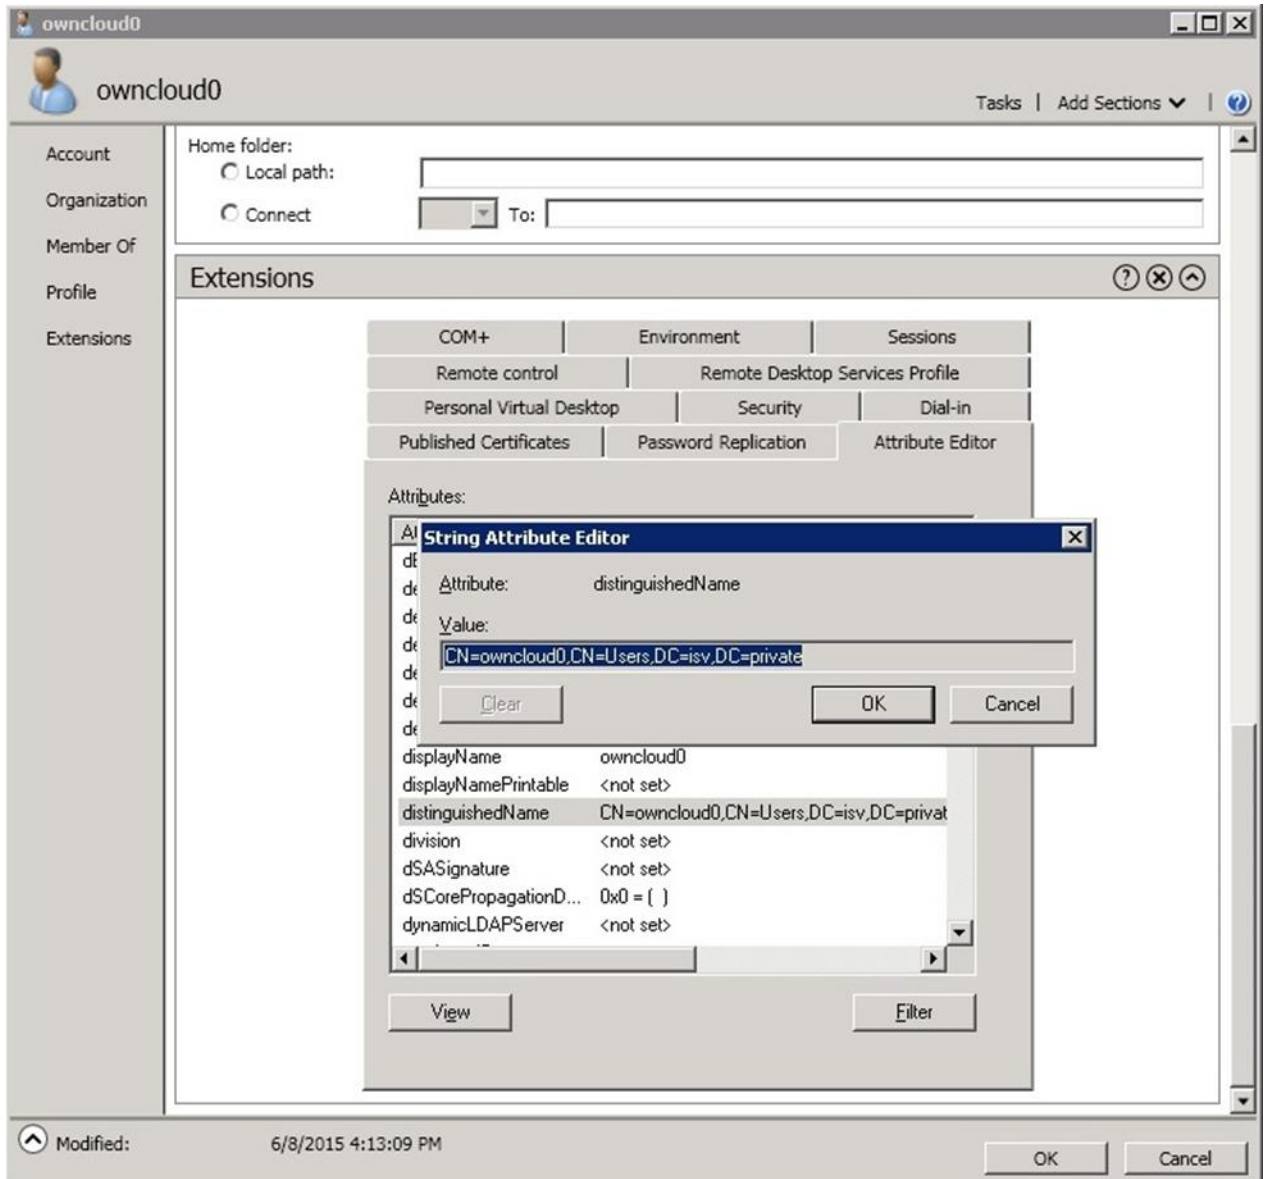 owncloud0
owncloud0
Tasks | Add Sections |
Account
Organization
Member Of
Profile
Extensions
Home folder:
Local path:
Connect
To:
Extensions
COM+ Environment Sessions
Remote control Remote Desktop Services Profile
Personal Virtual Desktop Security Dial-in
Published Certificates Password Replication Attribute Editor
Attributes:
String Attribute Editor
Attribute: distinguishedName
Value:
CN=owncloud0,CN=Users,DC=isv,DC=private
Clear OK Cancel
displayName owncloud0
displayNamePrintable <not set>
distinguishedName CN=owncloud0,CN=Users,DC=isv,DC=privat
division <not set>
dSASignature <not set>
dSCorePropagationD... 0x0 = ( )
dynamicLDAPServer <not set>
View Filter
Modified: 6/8/2015 4:13:09 PM
OK Cancel